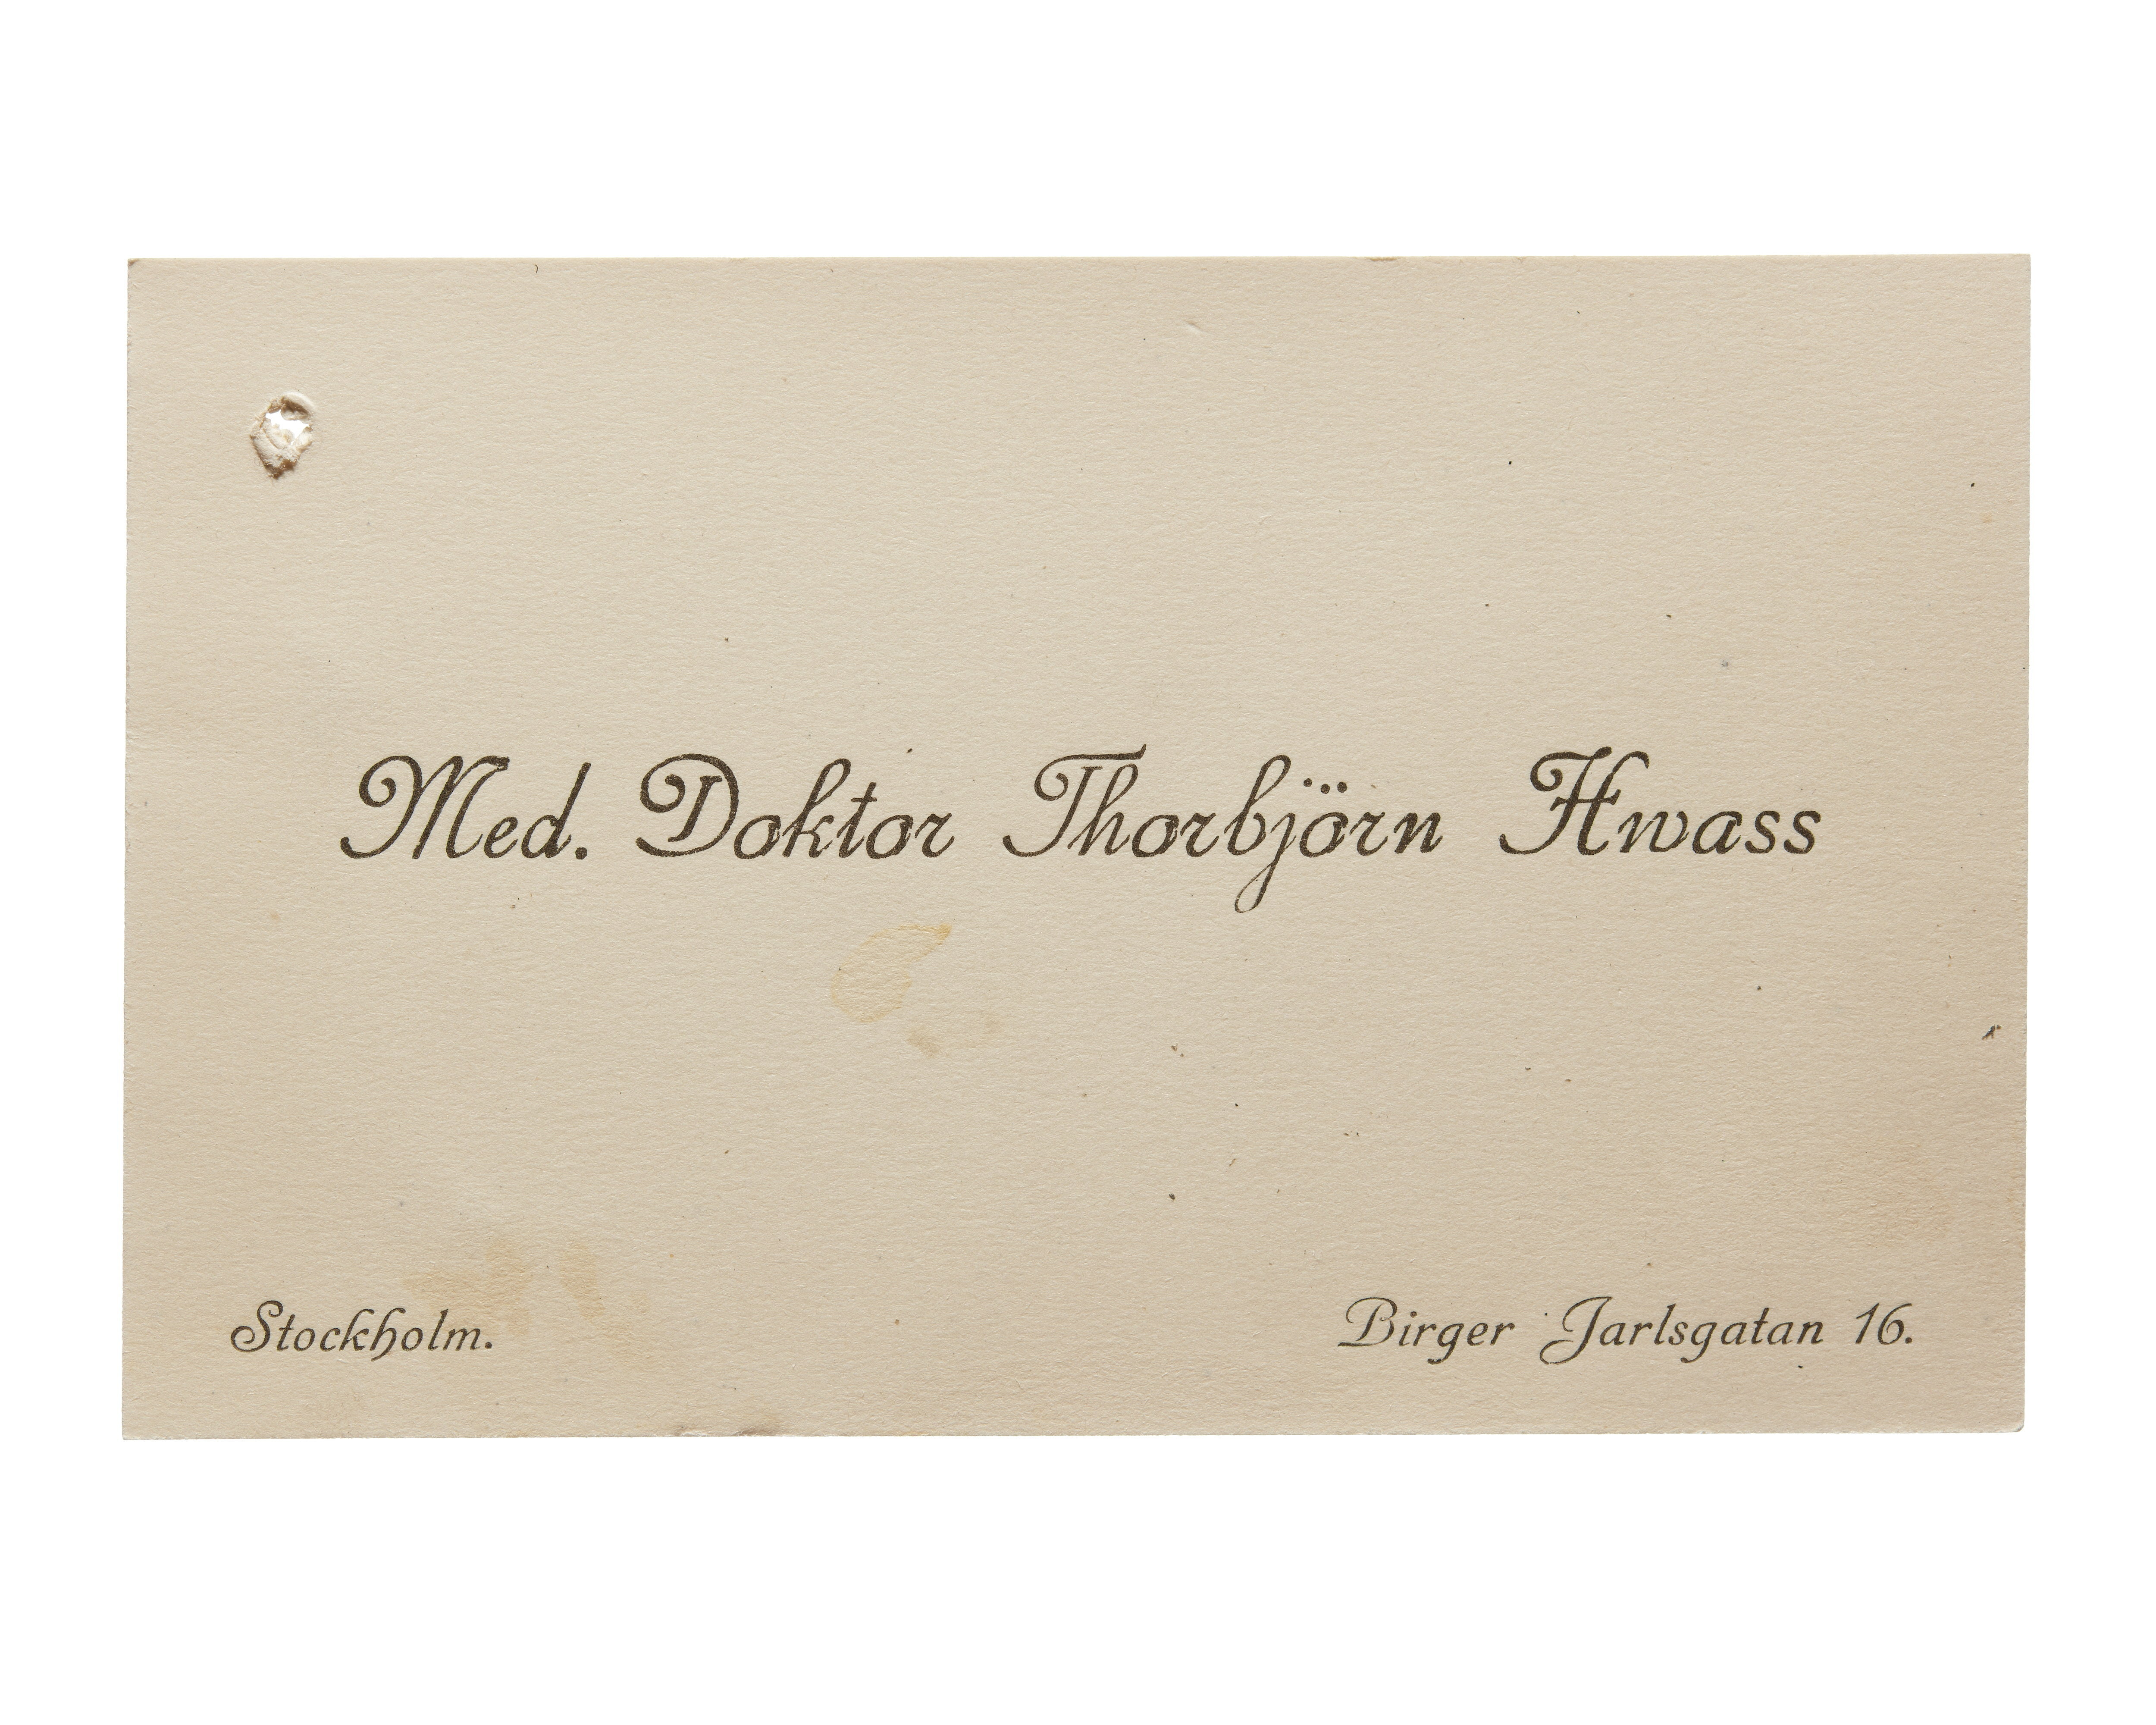 Med. Doktor Thorbjörn Hwass
Stockholm.
Birger Jarlsgatan 16.